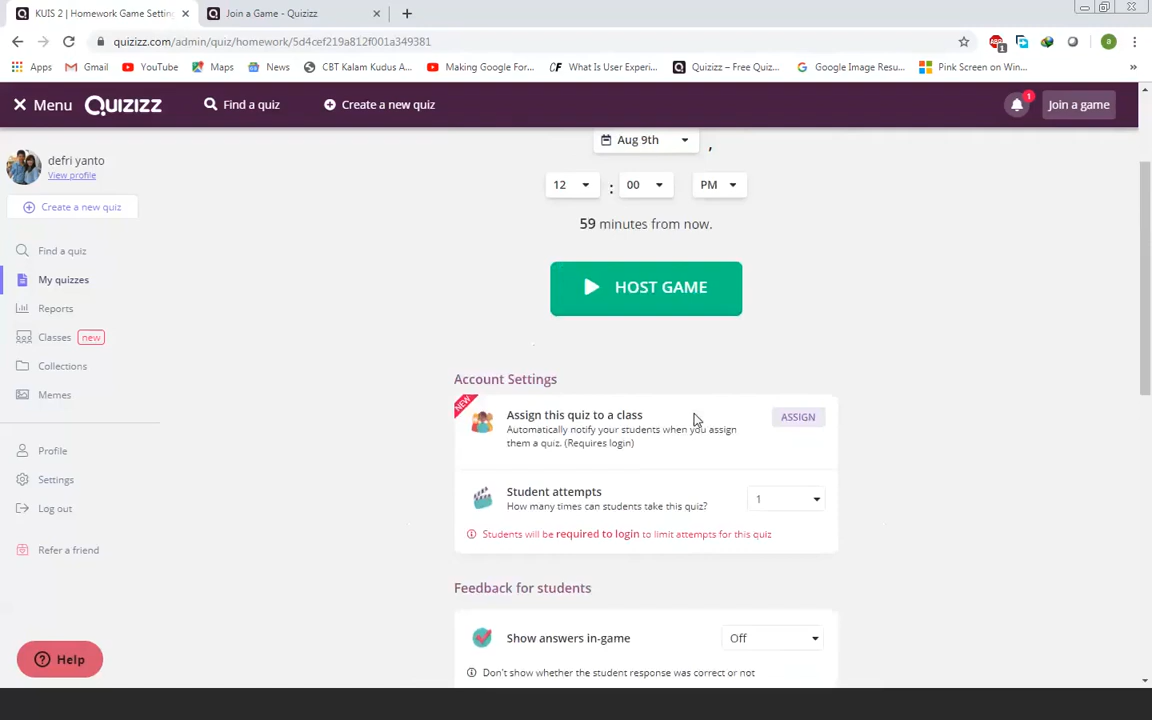 KUIS 2 | Homework Game Settin
Join a Game - Quizizz
quizizz.com/admin/quiz/homework/5d4cef219a812f001a349381
1
a
Apps
Gmail
YouTube
Maps
News
CBT Kalam Kudus A...
Making Google For...
What Is User Experi...
Quizizz – Free Quiz...
Google Image Resu...
Pink Screen on Win...
»
Menu
QUIZIZZ
Find a quiz
Create a new quiz
1
Join a game
defri yanto
View profile
Create a new quiz
Find a quiz
My quizzes
Reports
Classes new
Collections
Memes
Profile
Settings
Log out
Refer a friend
Help
Aug 9th ,
12 : 00 PM
59 minutes from now.
HOST GAME
Account Settings
NEW
Assign this quiz to a class
Automatically notify your students when you assign
them a quiz. (Requires login)
ASSIGN
Student attempts
How many times can students take this quiz?
1
Students will be required to login to limit attempts for this quiz
Feedback for students
Show answers in-game
Off
Don't show whether the student response was correct or not